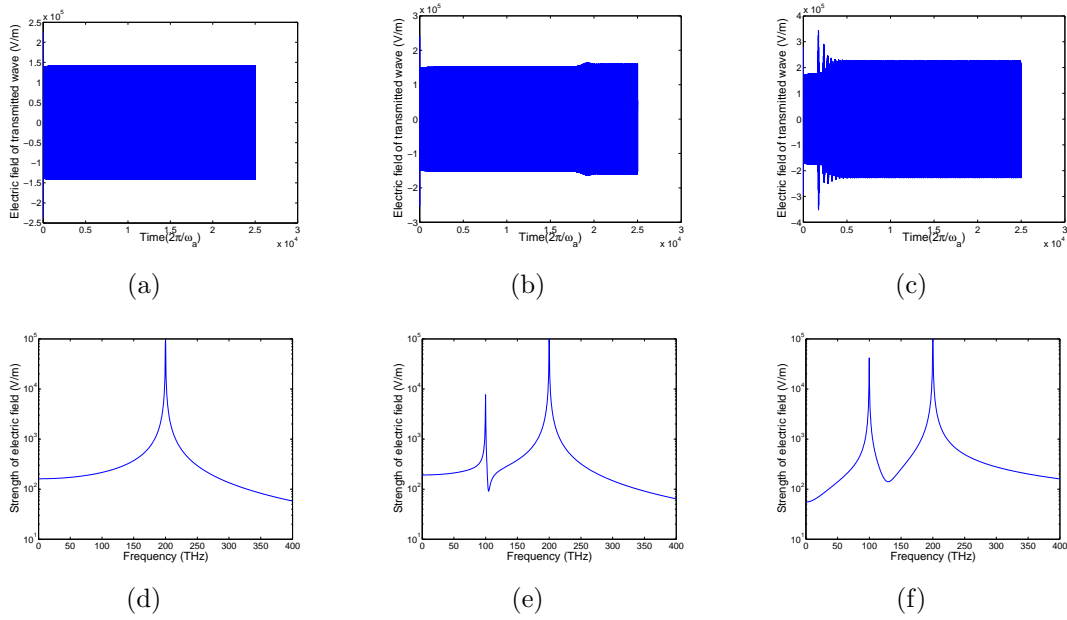 2.5 x 10^5
2
1.5
1
0.5
0
−0.5
−1
−1.5
−2
−2.5
0 0.5 1 1.5 2 2.5 3
x 10^4
Time(2π/ω_a)
Electric field of transmitted wave (V/m)
(a)
3 x 10^5
2
1
0
−1
−2
−3
0 0.5 1 1.5 2 2.5 3
x 10^4
Time(2π/ω_a)
Electric field of transmitted wave (V/m)
(b)
4 x 10^5
3
2
1
0
−1
−2
−3
−4
0 0.5 1 1.5 2 2.5 3
x 10^4
Time(2π/ω_a)
Electric field of transmitted wave (V/m)
(c)
10^5
10^4
10^3
10^2
10^1
0 50 100 150 200 250 300 350 400
Frequency (THz)
Strength of electric field (V/m)
(d)
10^5
10^4
10^3
10^2
10^1
0 50 100 150 200 250 300 350 400
Frequency (THz)
Strength of electric field (V/m)
(e)
10^5
10^4
10^3
10^2
10^1
0 50 100 150 200 250 300 350 400
Frequency (THz)
Strength of electric field (V/m)
(f)